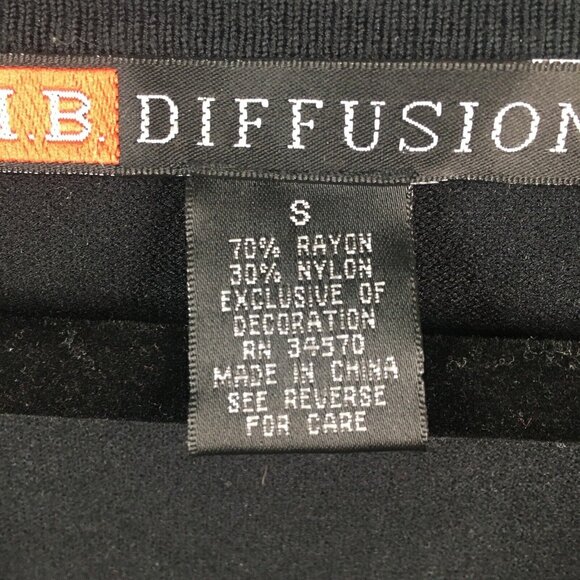 .B. DIFFUSION
S
70% RAYON
30% NYLON
EXCLUSIVE OF
DECORATION
RN 34570
MADE IN CHINA
SEE REVERSE
FOR CARE